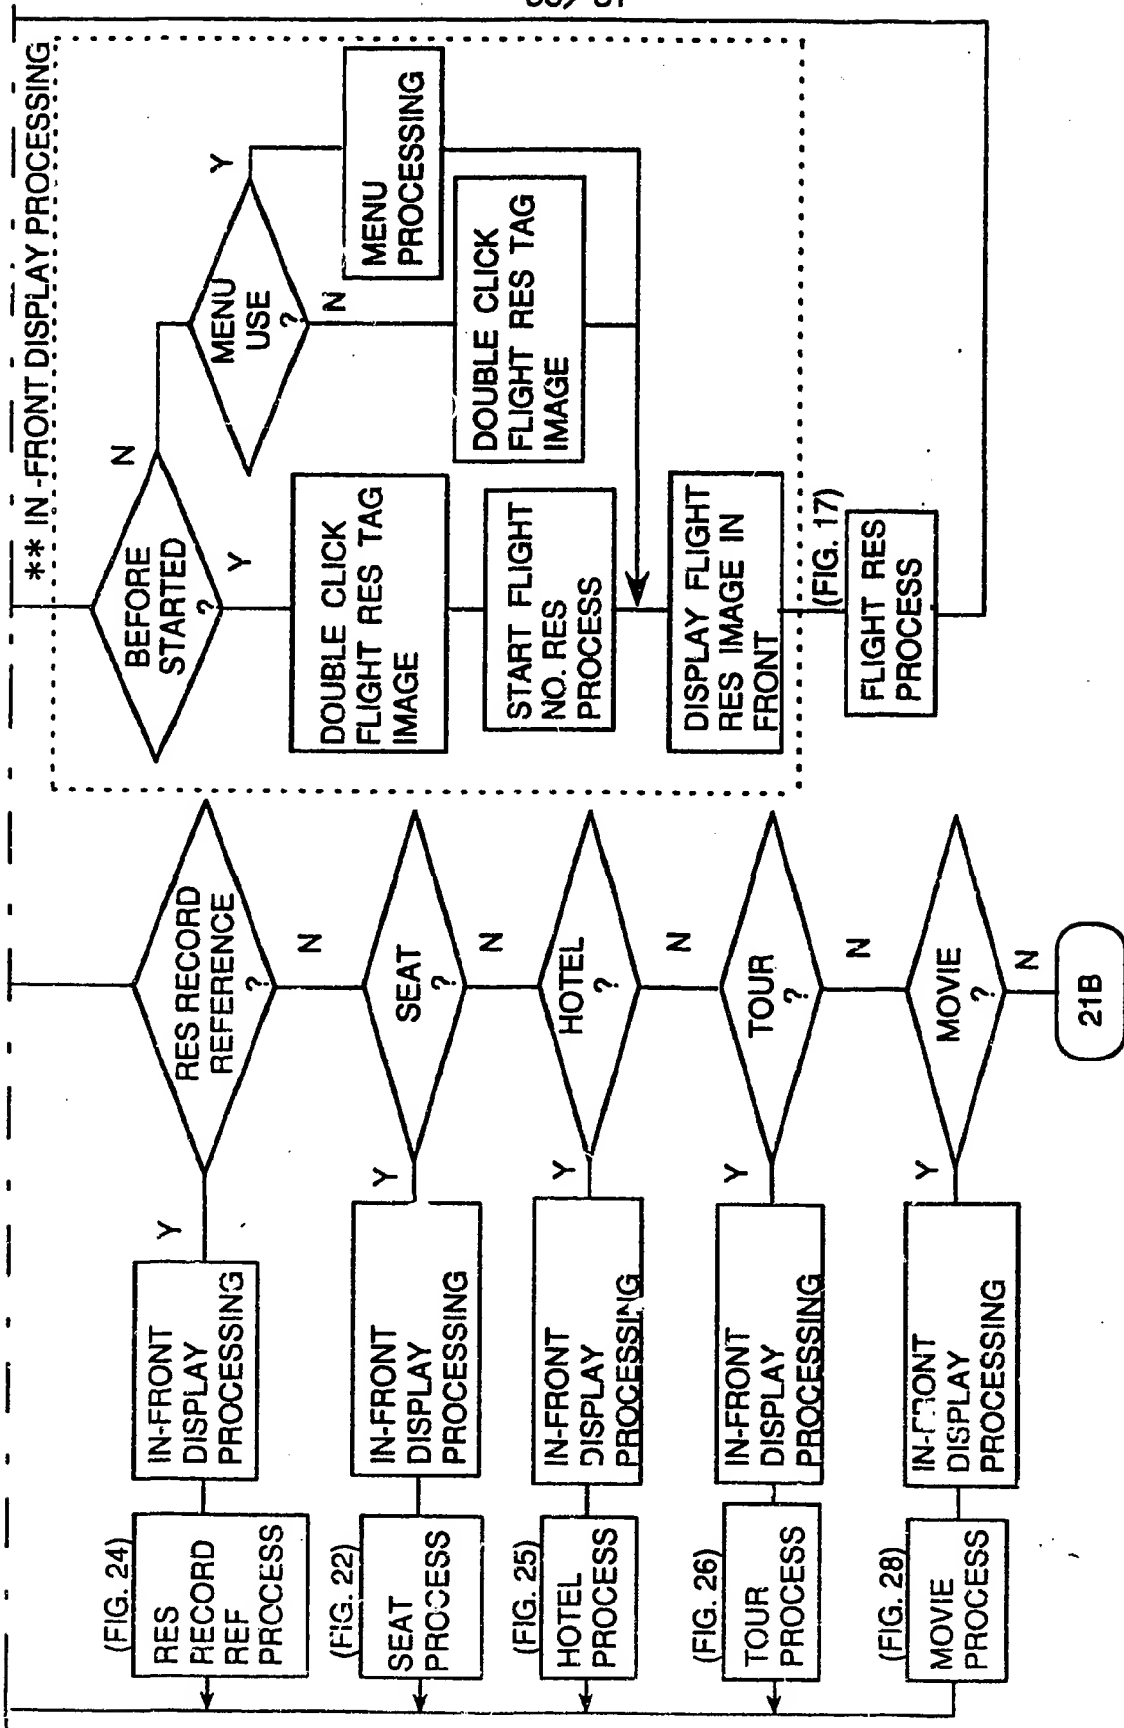 ** IN-FRONT DISPLAY PROCESSING
BEFORE
STARTED
?
N
Y
MENU
USE
?
Y
N
MENU
PROCESSING
DOUBLE CLICK
FLIGHT RES TAG
IMAGE
DOUBLE CLICK
FLIGHT RES TAG
IMAGE
START FLIGHT
NO. RES
PROCESS
DISPLAY FLIGHT
RES IMAGE IN
FRONT
(FIG. 17)
FLIGHT RES
PROCESS
RES RECORD
REFERENCE
?
Y
N
IN-FRONT
DISPLAY
PROCESSING
(FIG. 24)
RES
RECORD
REF
PROCESS
SEAT
?
Y
N
IN-FRONT
DISPLAY
PROCESSING
(FIG. 22)
SEAT
PROCESS
HOTEL
?
Y
N
IN-FRONT
DISPLAY
PROCESSING
(FIG. 25)
HOTEL
PROCESS
TOUR
?
Y
N
IN-FRONT
DISPLAY
PROCESSING
(FIG. 26)
TOUR
PROCESS
MOVIE
?
Y
N
IN-FRONT
DISPLAY
PROCESSING
(FIG. 28)
MOVIE
PROCESS
21B